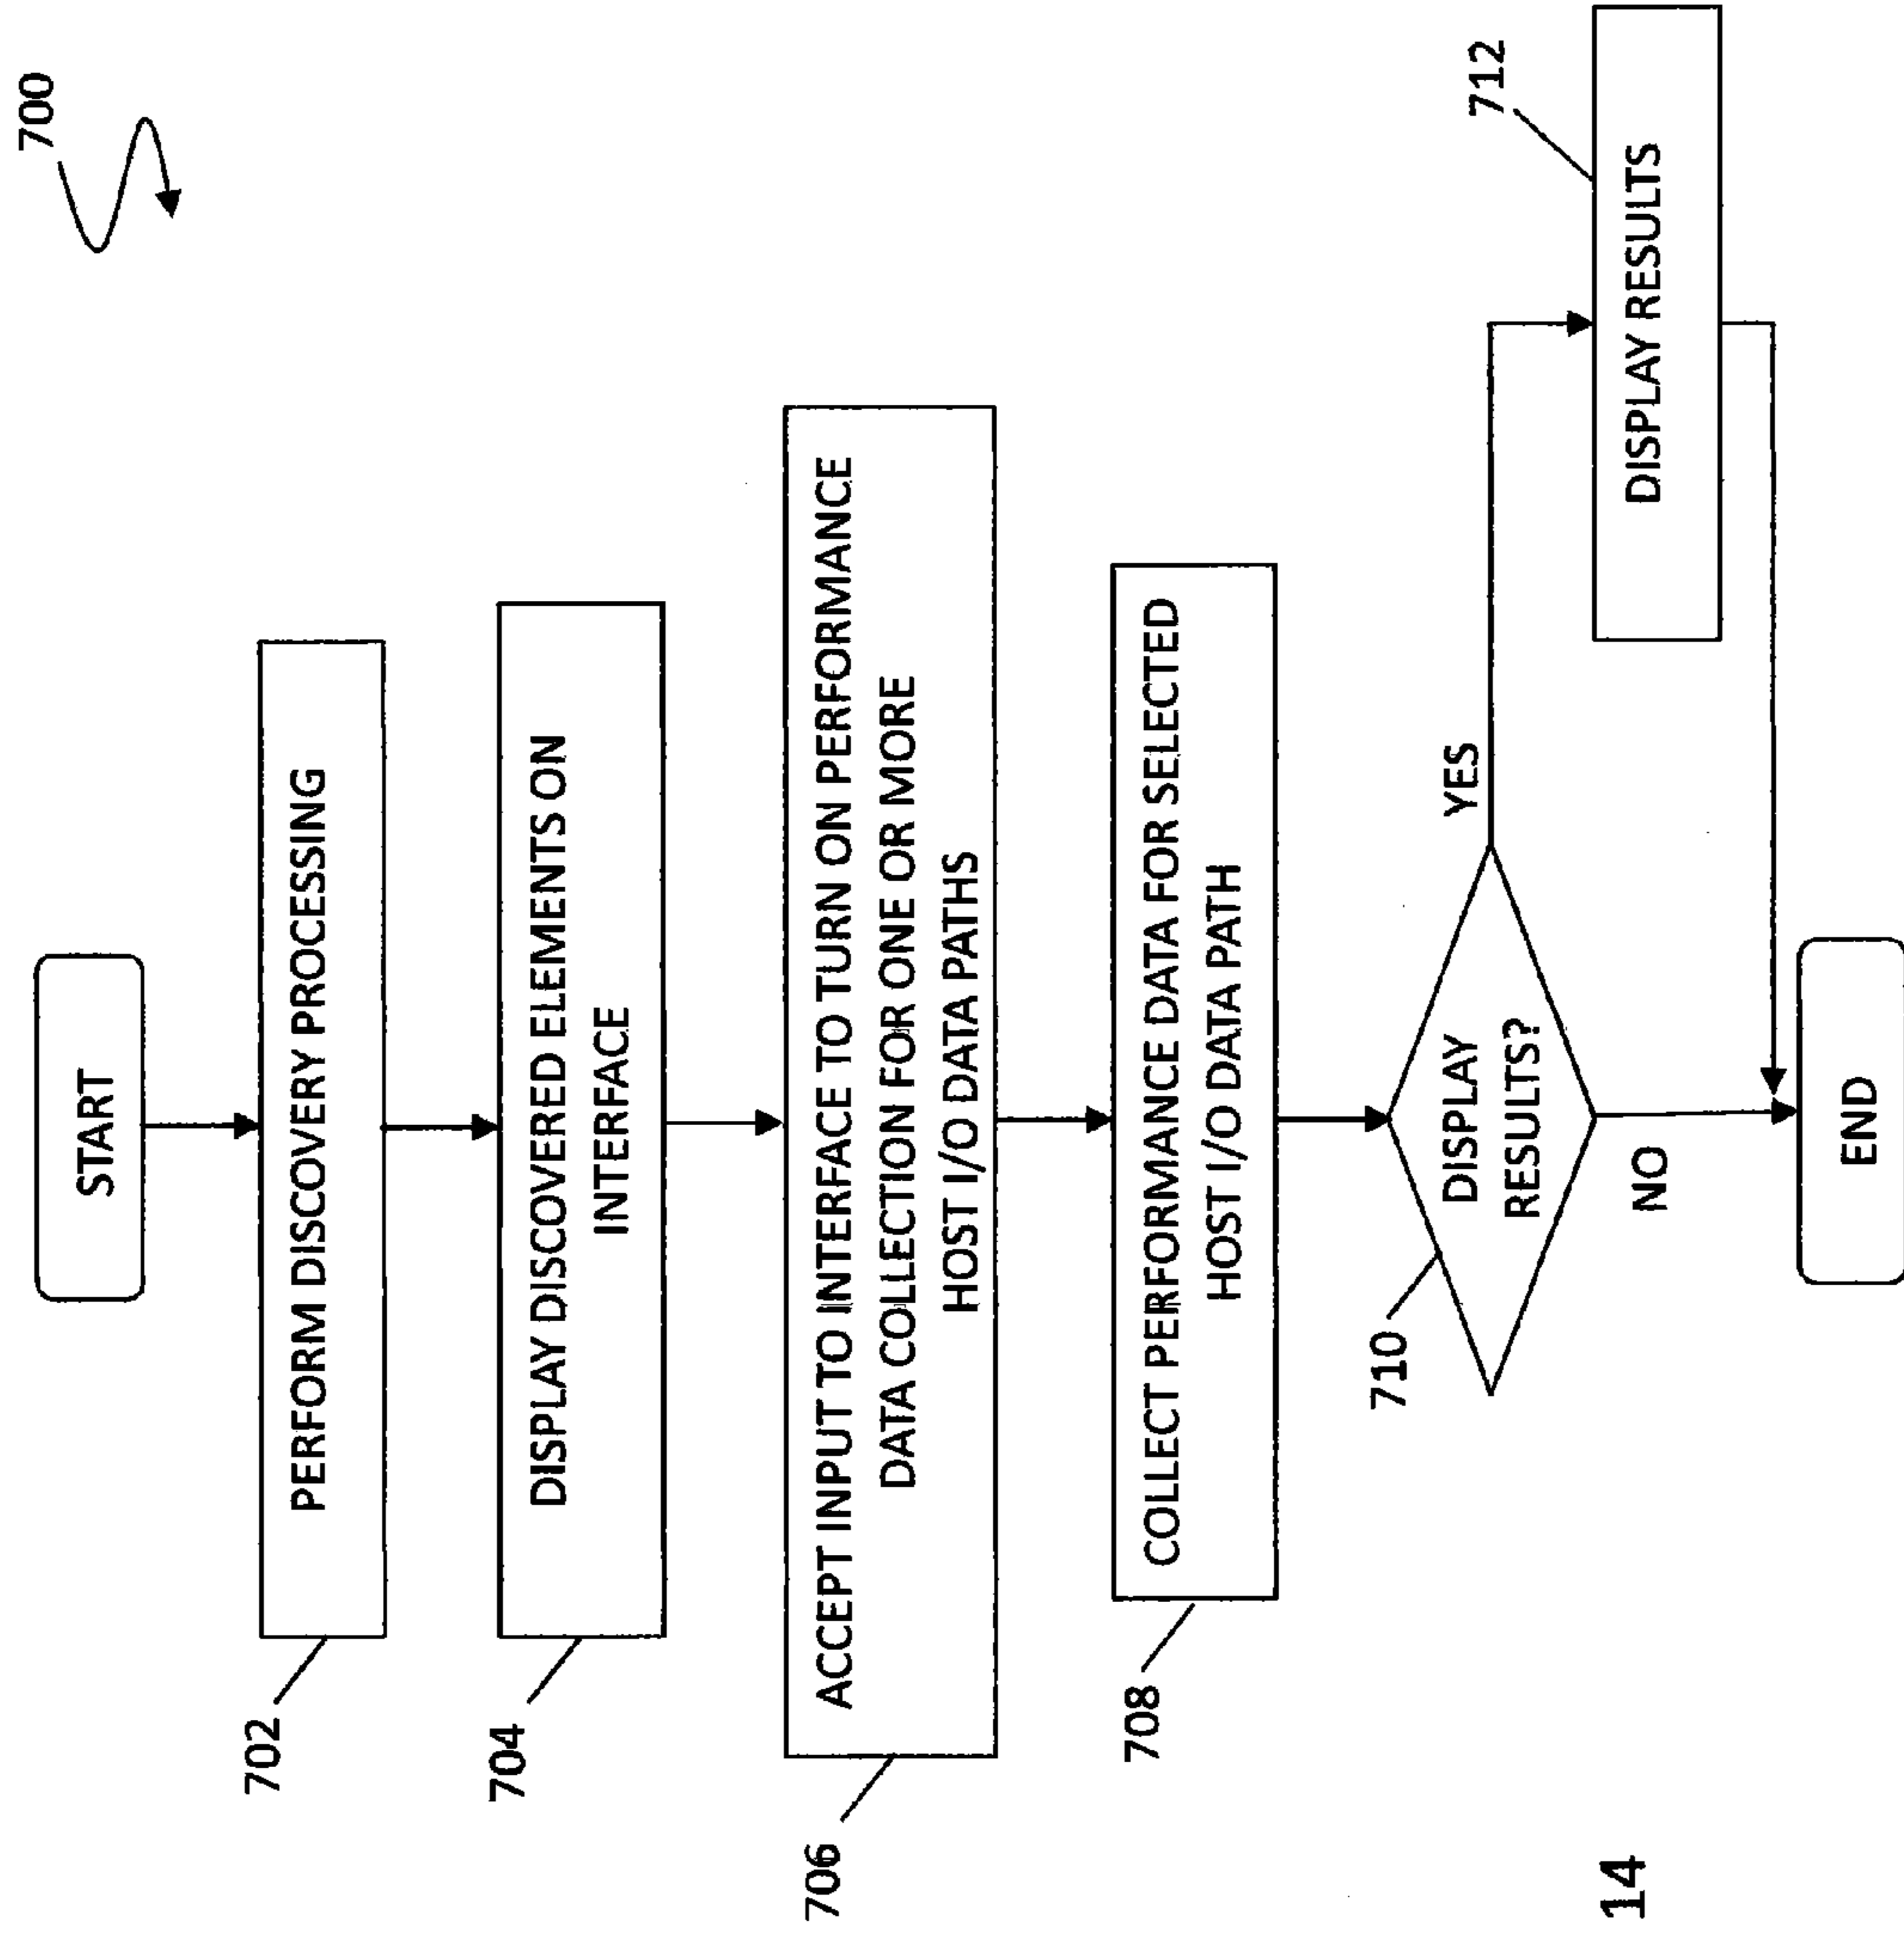 700
START
702
PERFORM DISCOVERY PROCESSING
704
DISPLAY DISCOVERED ELEMENTS ON
INTERFACE
706
ACCEPT INPUT TO INTERFACE TO TURN ON PERFORMANCE
DATA COLLECTION FOR ONE OR MORE
HOST I/O DATA PATHS
708
COLLECT PERFORMANCE DATA FOR SELECTED
HOST I/O DATA PATH
710
DISPLAY
RESULTS?
YES
712
DISPLAY RESULTS
NO
END
14